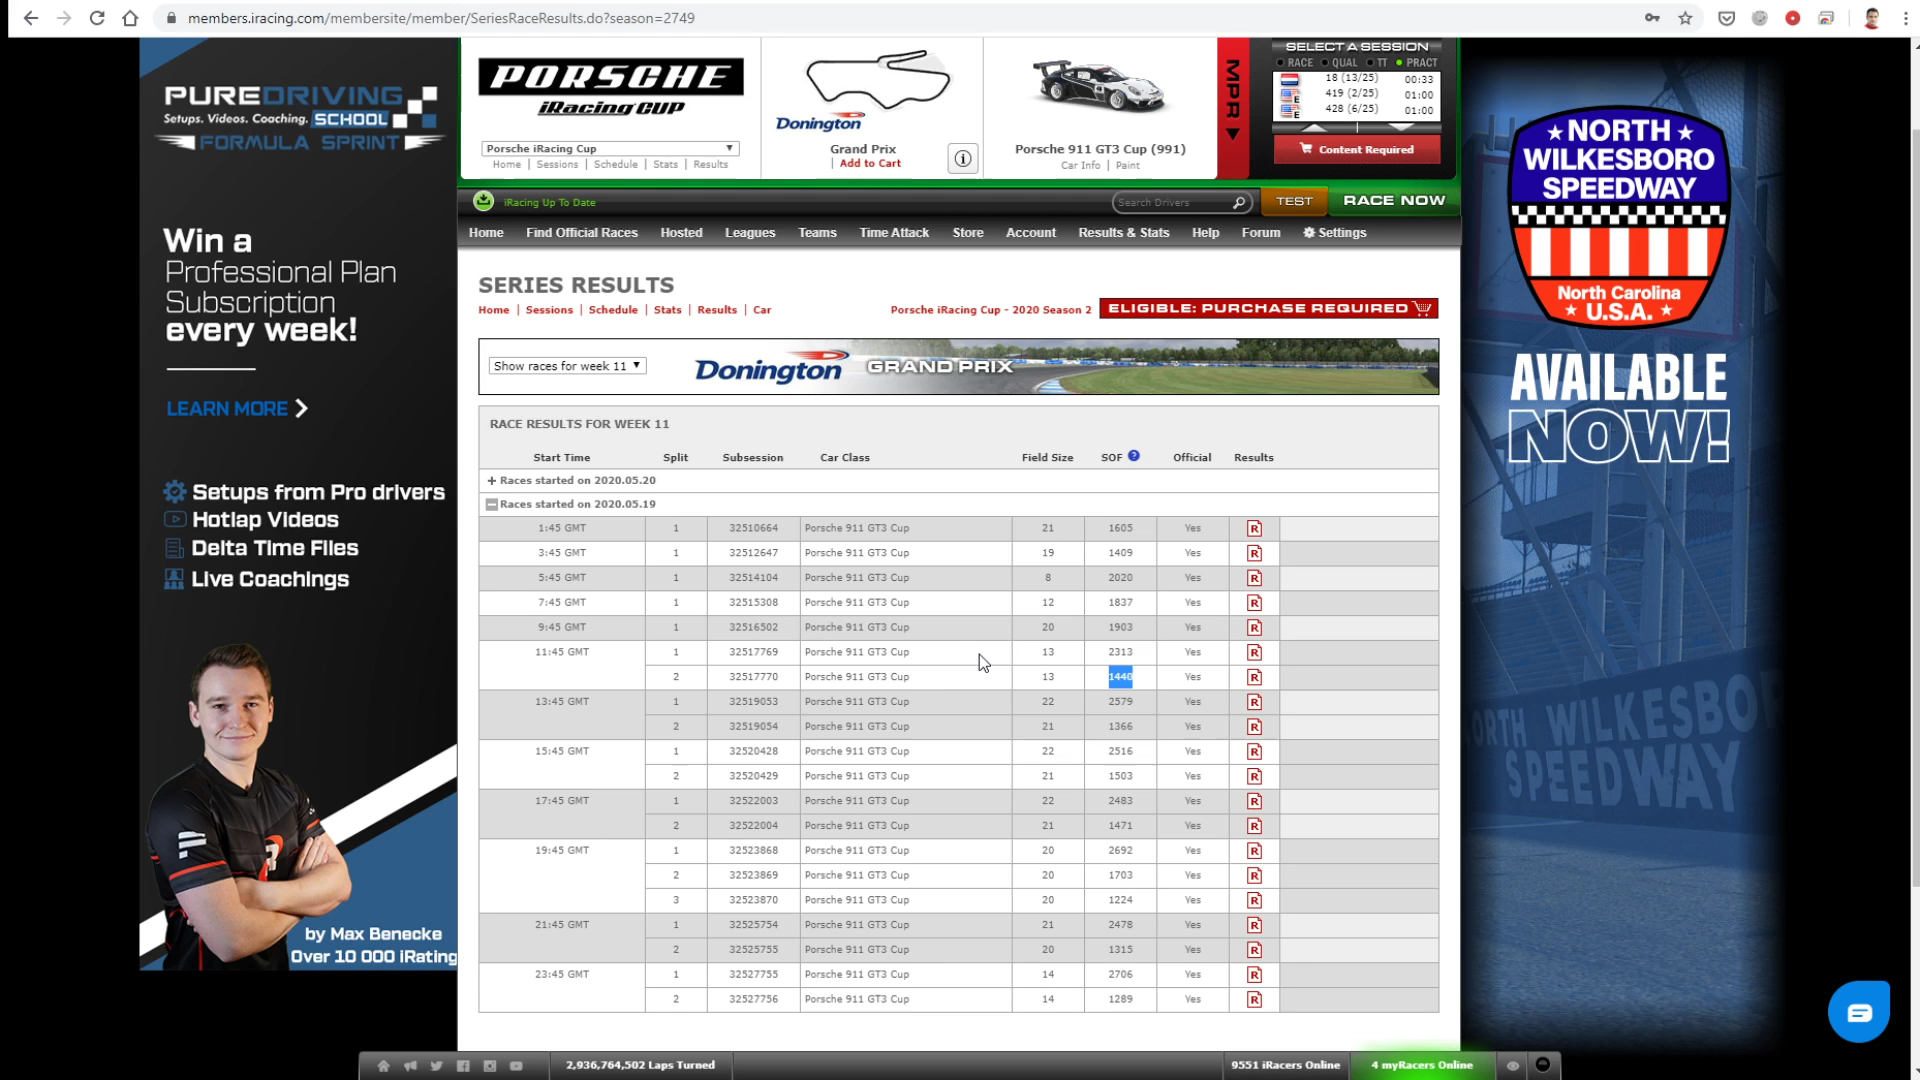 members.iracing.com/membersite/member/SeriesRaceResults.do?season=2749
PUREDRIVING
Setups. Videos. Coaching. SCHOOL
FORMULA SPRINT
Win a
Professional Plan
Subscription
every week!
LEARN MORE
Setups from Pro drivers
Hotlap Videos
Delta Time Files
Live Coachings
by Max Benecke
Over 10 000 iRating
PORSCHE
iRacing CUP
Porsche iRacing Cup
Home | Sessions | Schedule | Stats | Results
Donington
Grand Prix
| Add to Cart
Porsche 911 GT3 Cup (991)
Car Info | Paint
MPR
SELECT A SESSION
RACE QUAL TT PRACT
18 (13/25) 00:33
E 419 (2/25) 01:00
E 428 (6/25) 01:00
Content Required
iRacing Up To Date
Search Drivers
TEST
RACE NOW
Home Find Official Races Hosted Leagues Teams Time Attack Store Account Results & Stats Help Forum Settings
SERIES RESULTS
Home | Sessions | Schedule | Stats | Results | Car
Porsche iRacing Cup - 2020 Season 2
ELIGIBLE: PURCHASE REQUIRED
Show races for week 11
Donington GRAND PRIX
RACE RESULTS FOR WEEK 11
Start Time Split Subsession Car Class Field Size SOF ? Official Results
+ Races started on 2020.05.20
Races started on 2020.05.19
1:45 GMT 1 32510664 Porsche 911 GT3 Cup 21 1605 Yes R
3:45 GMT 1 32512647 Porsche 911 GT3 Cup 19 1409 Yes R
5:45 GMT 1 32514104 Porsche 911 GT3 Cup 8 2020 Yes R
7:45 GMT 1 32515308 Porsche 911 GT3 Cup 12 1837 Yes R
9:45 GMT 1 32516502 Porsche 911 GT3 Cup 20 1903 Yes R
11:45 GMT 1 32517769 Porsche 911 GT3 Cup 13 2313 Yes R
2 32517770 Porsche 911 GT3 Cup 13 1440 Yes R
13:45 GMT 1 32519053 Porsche 911 GT3 Cup 22 2579 Yes R
2 32519054 Porsche 911 GT3 Cup 21 1366 Yes R
15:45 GMT 1 32520428 Porsche 911 GT3 Cup 22 2516 Yes R
2 32520429 Porsche 911 GT3 Cup 21 1503 Yes R
17:45 GMT 1 32522003 Porsche 911 GT3 Cup 22 2483 Yes R
2 32522004 Porsche 911 GT3 Cup 21 1471 Yes R
19:45 GMT 1 32523868 Porsche 911 GT3 Cup 20 2692 Yes R
2 32523869 Porsche 911 GT3 Cup 20 1703 Yes R
3 32523870 Porsche 911 GT3 Cup 20 1224 Yes R
21:45 GMT 1 32525754 Porsche 911 GT3 Cup 21 2478 Yes R
2 32525755 Porsche 911 GT3 Cup 20 1315 Yes R
23:45 GMT 1 32527755 Porsche 911 GT3 Cup 14 2706 Yes R
2 32527756 Porsche 911 GT3 Cup 14 1289 Yes R
NORTH
WILKESBORO
SPEEDWAY
North Carolina
U.S.A.
AVAILABLE
NOW!
ORTH WILKESBO
SPEEDWAY
2,936,764,502 Laps Turned
9551 iRacers Online
4 myRacers Online